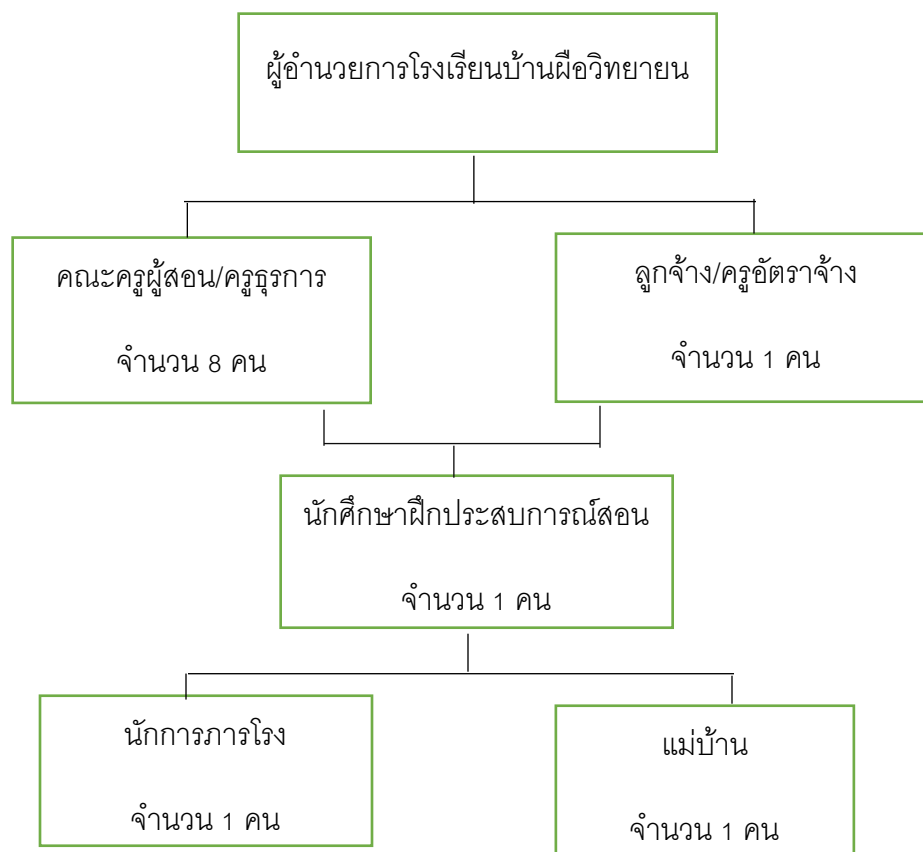 ผู้อำนวยการโรงเรียนบ้านผือวิทยายน
คณะครูผู้สอน/ครูธุรการ
จำนวน 8 คน
ลูกจ้าง/ครูอัตราจ้าง
จำนวน 1 คน
นักศึกษาฝึกประสบการณ์สอน
จำนวน 1 คน
นักการภารโรง
จำนวน 1 คน
แม่บ้าน
จำนวน 1 คน